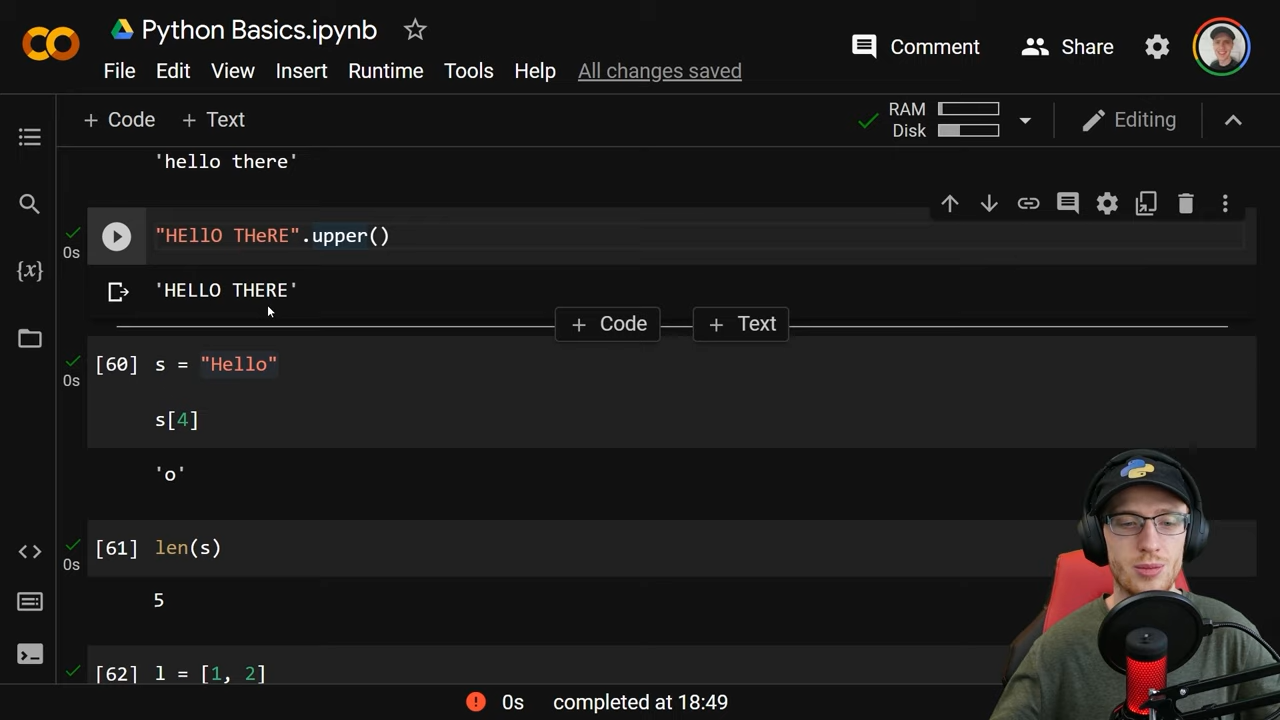 Python Basics.ipynb
Comment
Share
File Edit View Insert Runtime Tools Help All changes saved
+ Code + Text
RAM
Disk
Editing
'hello there'
"HEllO THeRE".upper()
0s
'HELLO THERE'
+ Code + Text
[60] s = "Hello"
0s
s[4]
'o'
{x}
[61] len(s)
0s
5
[62] l = [1, 2]
0s completed at 18:49